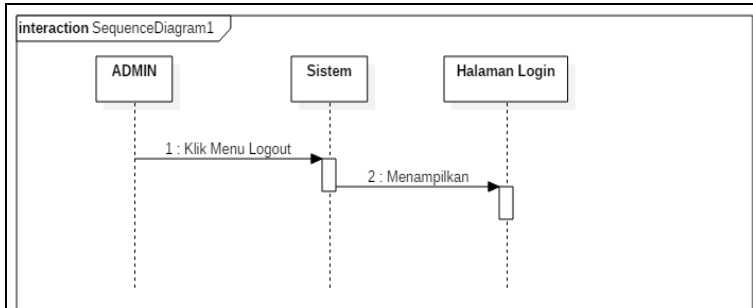 interaction SequenceDiagram1
ADMIN
Sistem
Halaman Login
1 : Klik Menu Logout
2 : Menampilkan